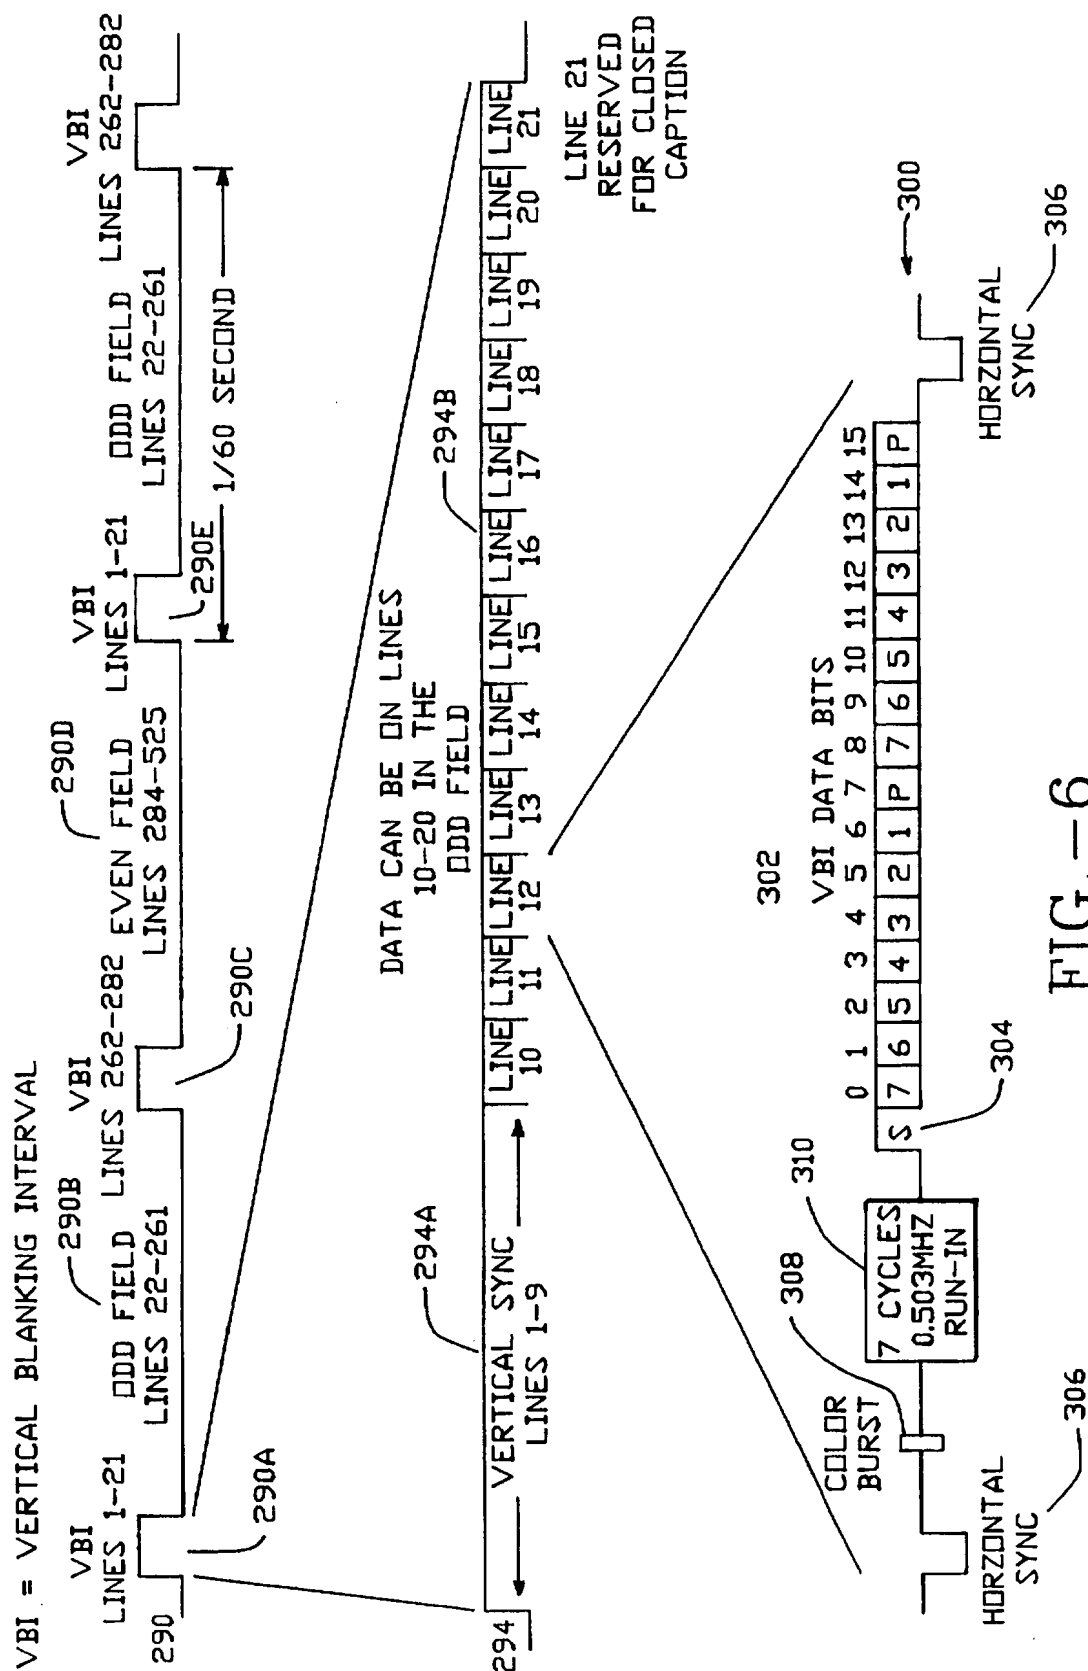 VBI = VERTICAL BLANKING INTERVAL
290
VBI
LINES 1-21
290A
290B
ODD FIELD
LINES 22-261
VBI
LINES 262-282
290C
290D
EVEN FIELD
LINES 284-525
VBI
LINES 1-21
290E
ODD FIELD
LINES 22-261
1/60 SECOND
VBI
LINES 262-282
294
294A
VERTICAL SYNC
LINES 1-9
DATA CAN BE ON LINES
10-20 IN THE
ODD FIELD
294B
LINE LINE LINE LINE LINE LINE LINE LINE LINE LINE LINE LINE
10 11 12 13 14 15 16 17 18 19 20 21
LINE 21
RESERVED
FOR CLOSED
CAPTION
HORZONTAL
SYNC
306
COLOR
BURST
308
310
7 CYCLES
0.503MHZ
RUN-IN
304
302
VBI DATA BITS
0 1 2 3 4 5 6 7 8 9 10 11 12 13 14 15
S 7 6 5 4 3 2 1 P 7 6 5 4 3 2 1 P
300
HORZONTAL
SYNC
306
FIG.-6